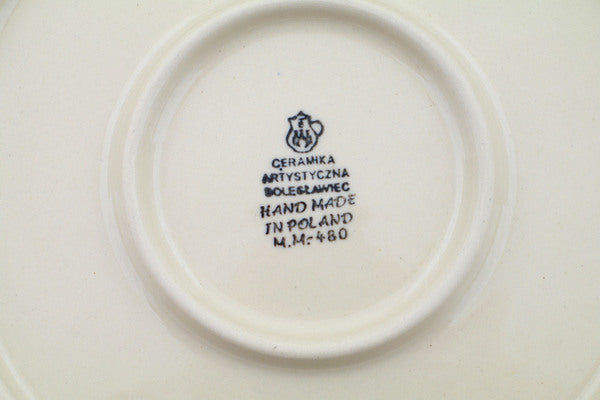 CERAMIKA
ARTYSTYCZNA
BOLESŁAWIEC
HAND MADE
IN POLAND
M.M.-480